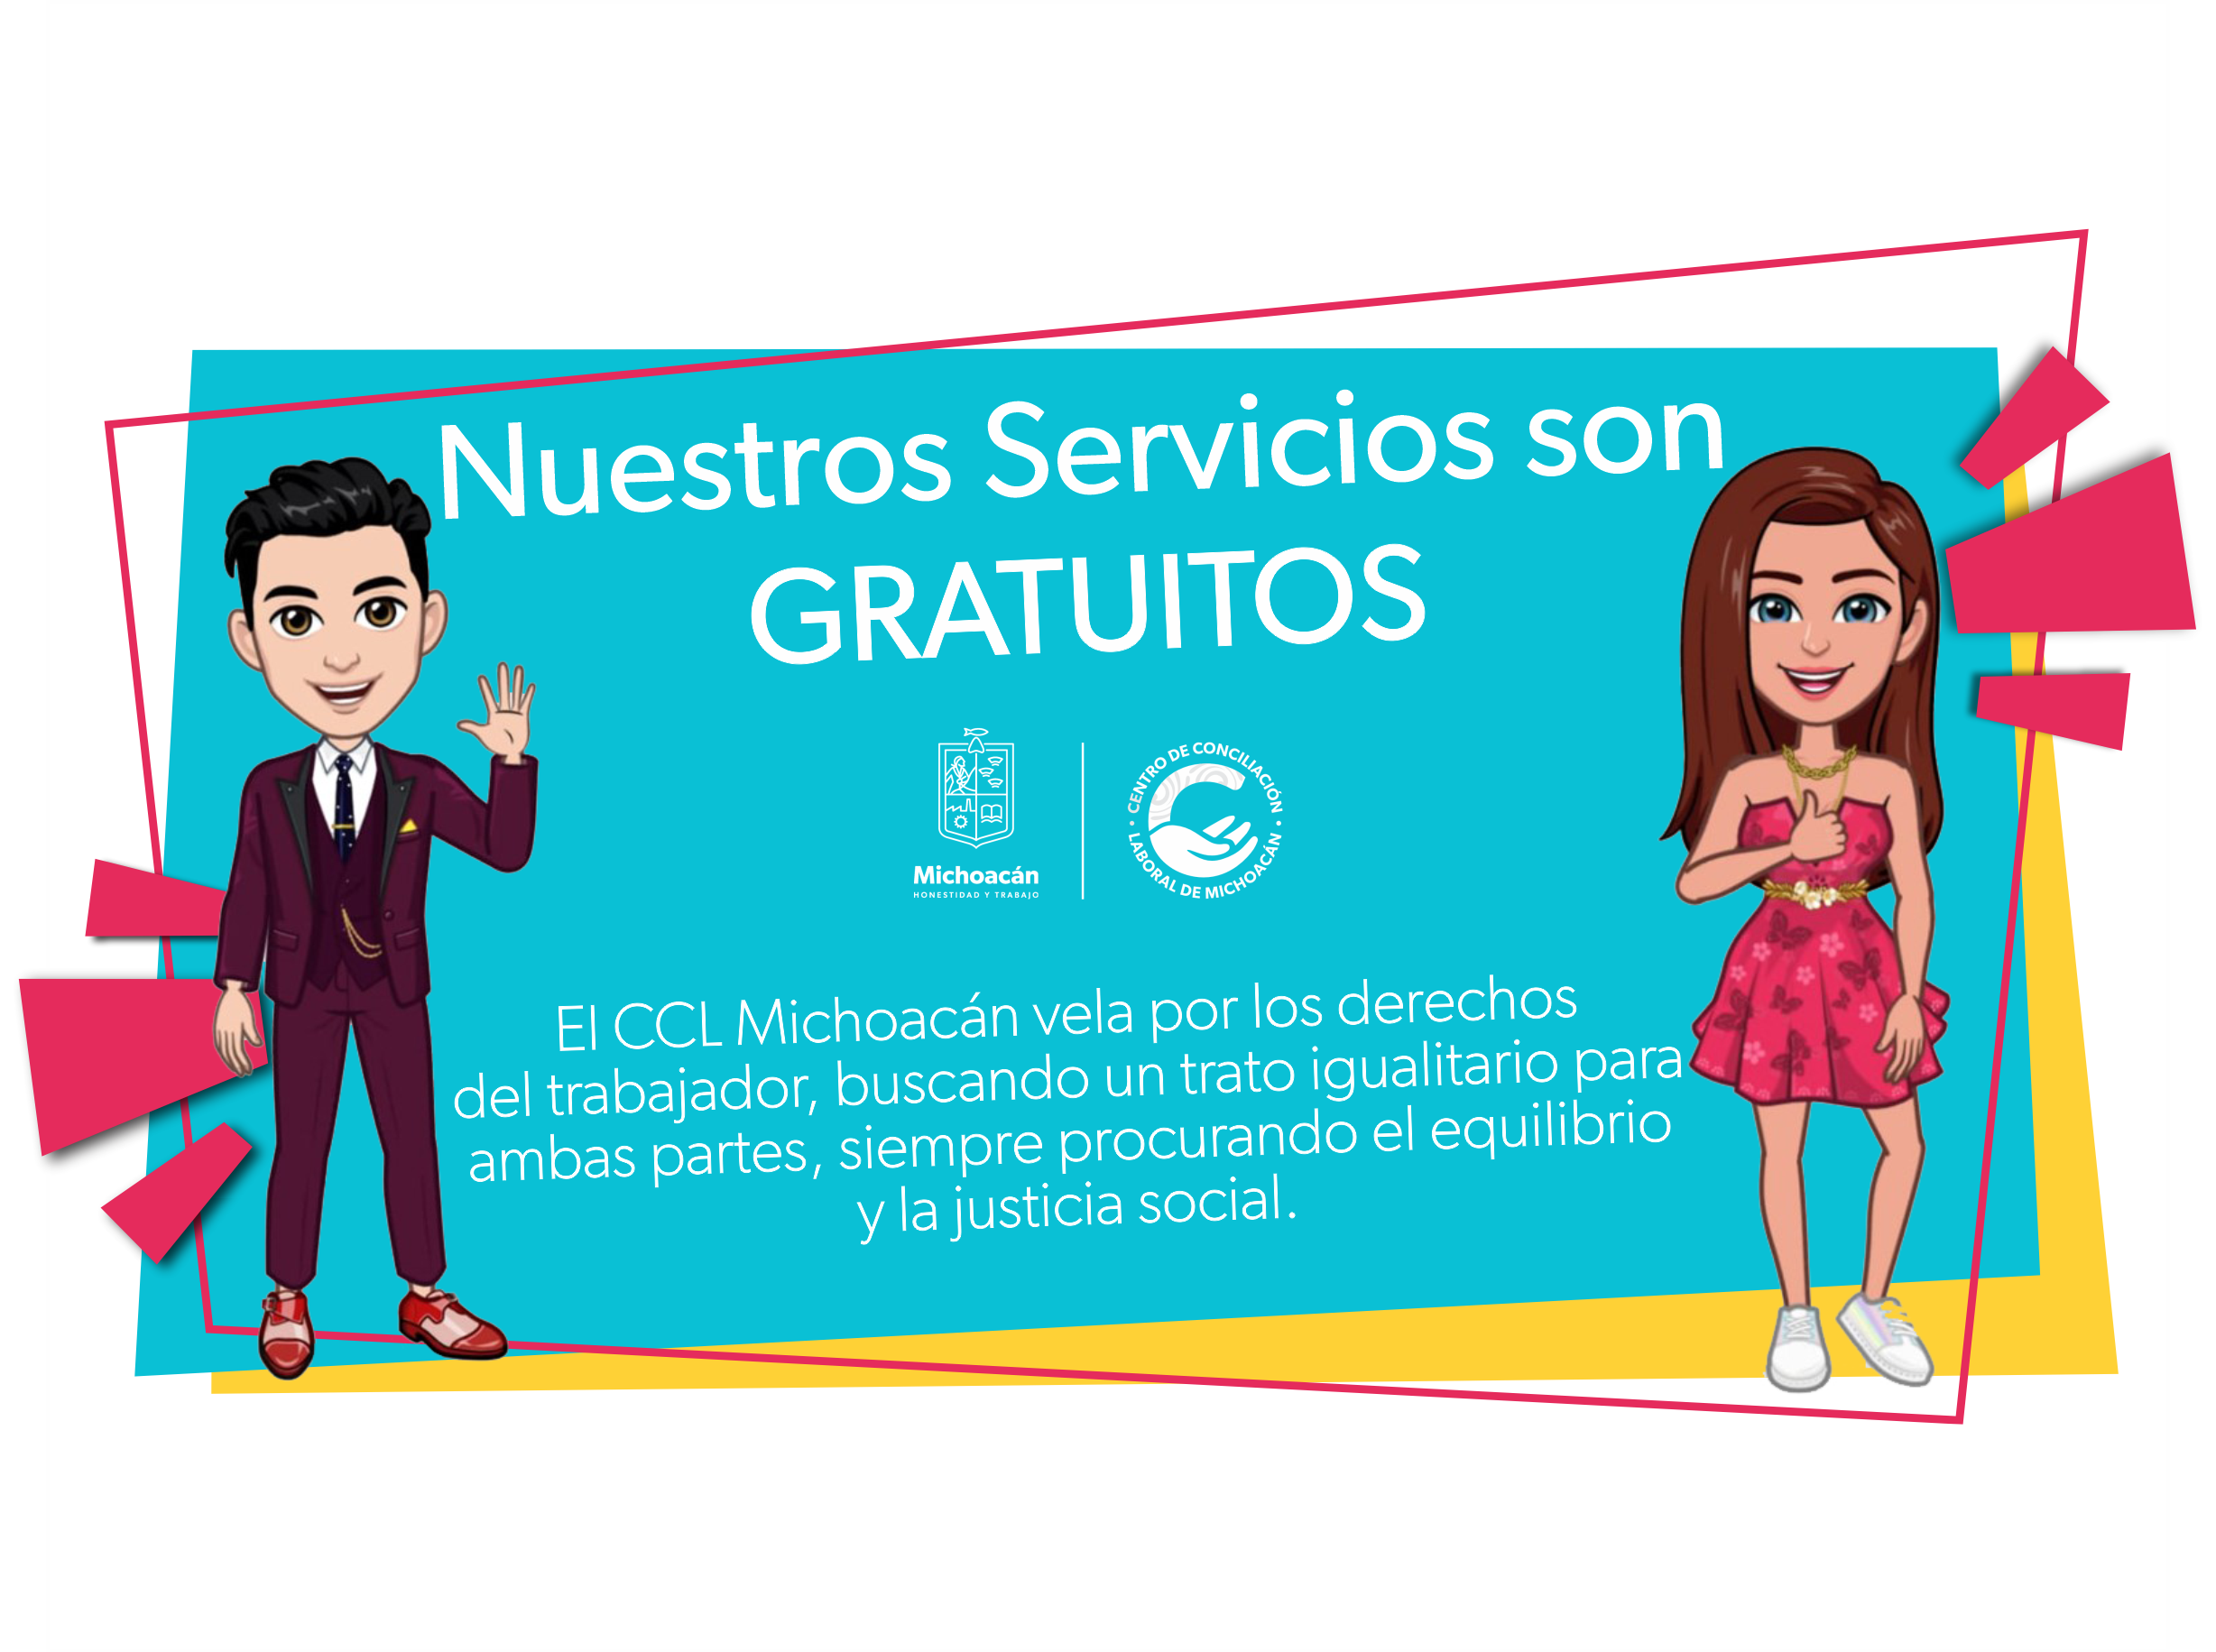 Nuestros Servicios son
GRATUITOS
Michoacán
HONESTIDAD Y TRABAJO
• CENTRO DE CONCILIACIÓN •
LABORAL DE MICHOACÁN
El CCL Michoacán vela por los derechos
del trabajador, buscando un trato igualitario para
ambas partes, siempre procurando el equilibrio
y la justicia social.